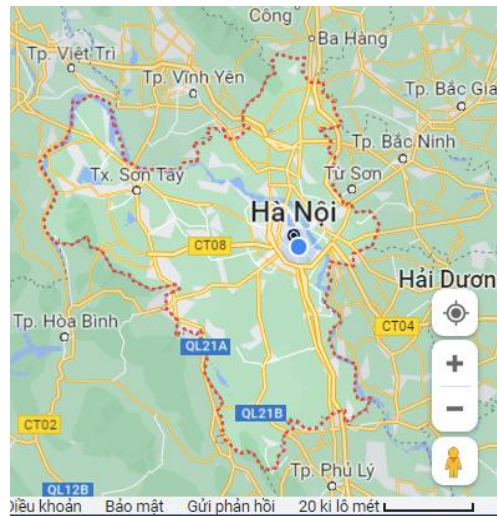 Công
Ba Hàng
Tp. Việt Trì
Tp. Vĩnh Yên
Tp. Bắc Gia
Tp. Bắc Ninh
Tx. Sơn Tây
Từ Sơn
Hà Nội
CT08
Hải Dươn
Tp. Hòa Bình
CT04
QL21A
CT02
QL21B
Tp. Phủ Lý
QL12B
Điều khoản Bảo mật Gửi phản hồi 20 ki lô mét